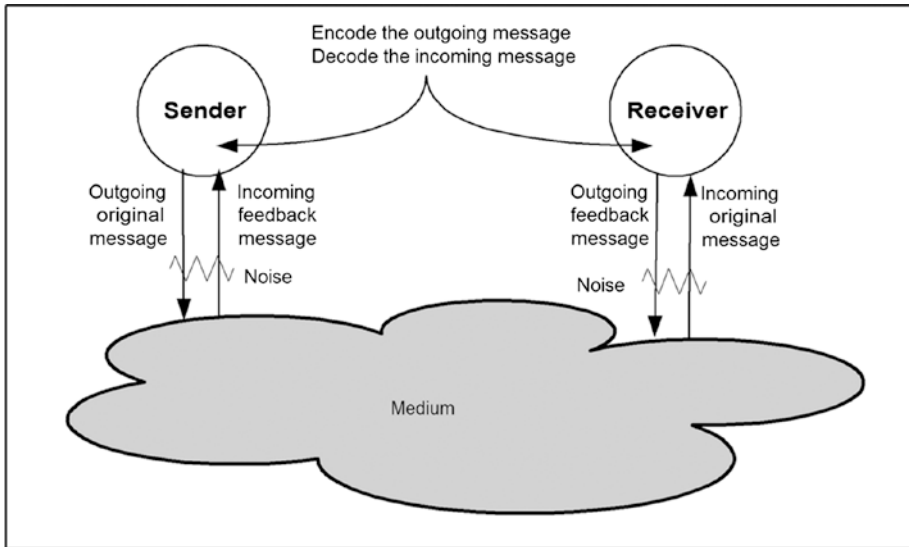 Encode the outgoing message
Decode the incoming message
Sender
Receiver
Outgoing
original
message
Incoming
feedback
message
Outgoing
feedback
message
Incoming
original
message
Noise
Noise
Medium